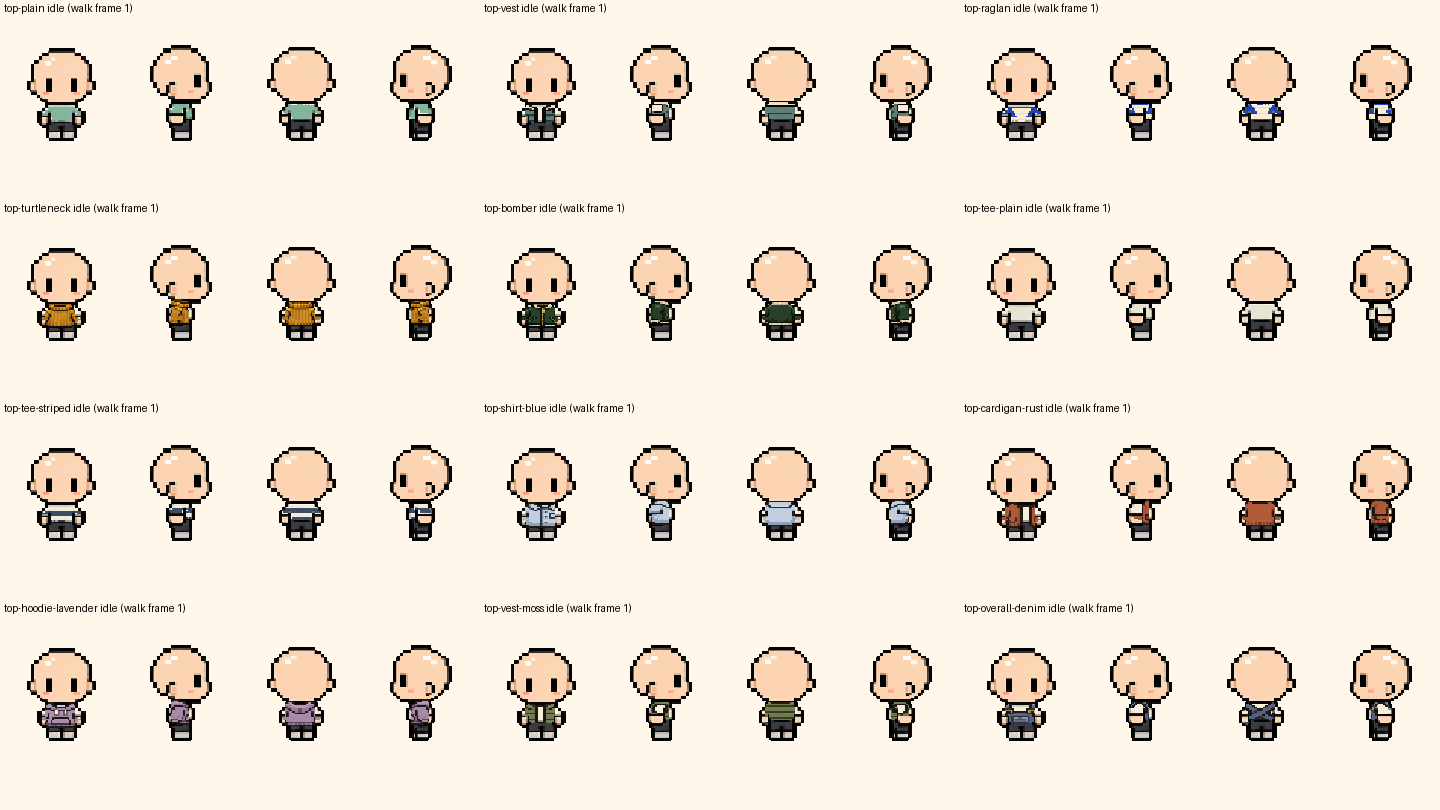 top-plain idle (walk frame 1)
top-vest idle (walk frame 1)
top-raglan idle (walk frame 1)
top-turtleneck idle (walk frame 1)
top-bomber idle (walk frame 1)
top-tee-plain idle (walk frame 1)
top-tee-striped idle (walk frame 1)
top-shirt-blue idle (walk frame 1)
top-cardigan-rust idle (walk frame 1)
top-hoodie-lavender idle (walk frame 1)
top-vest-moss idle (walk frame 1)
top-overall-denim idle (walk frame 1)